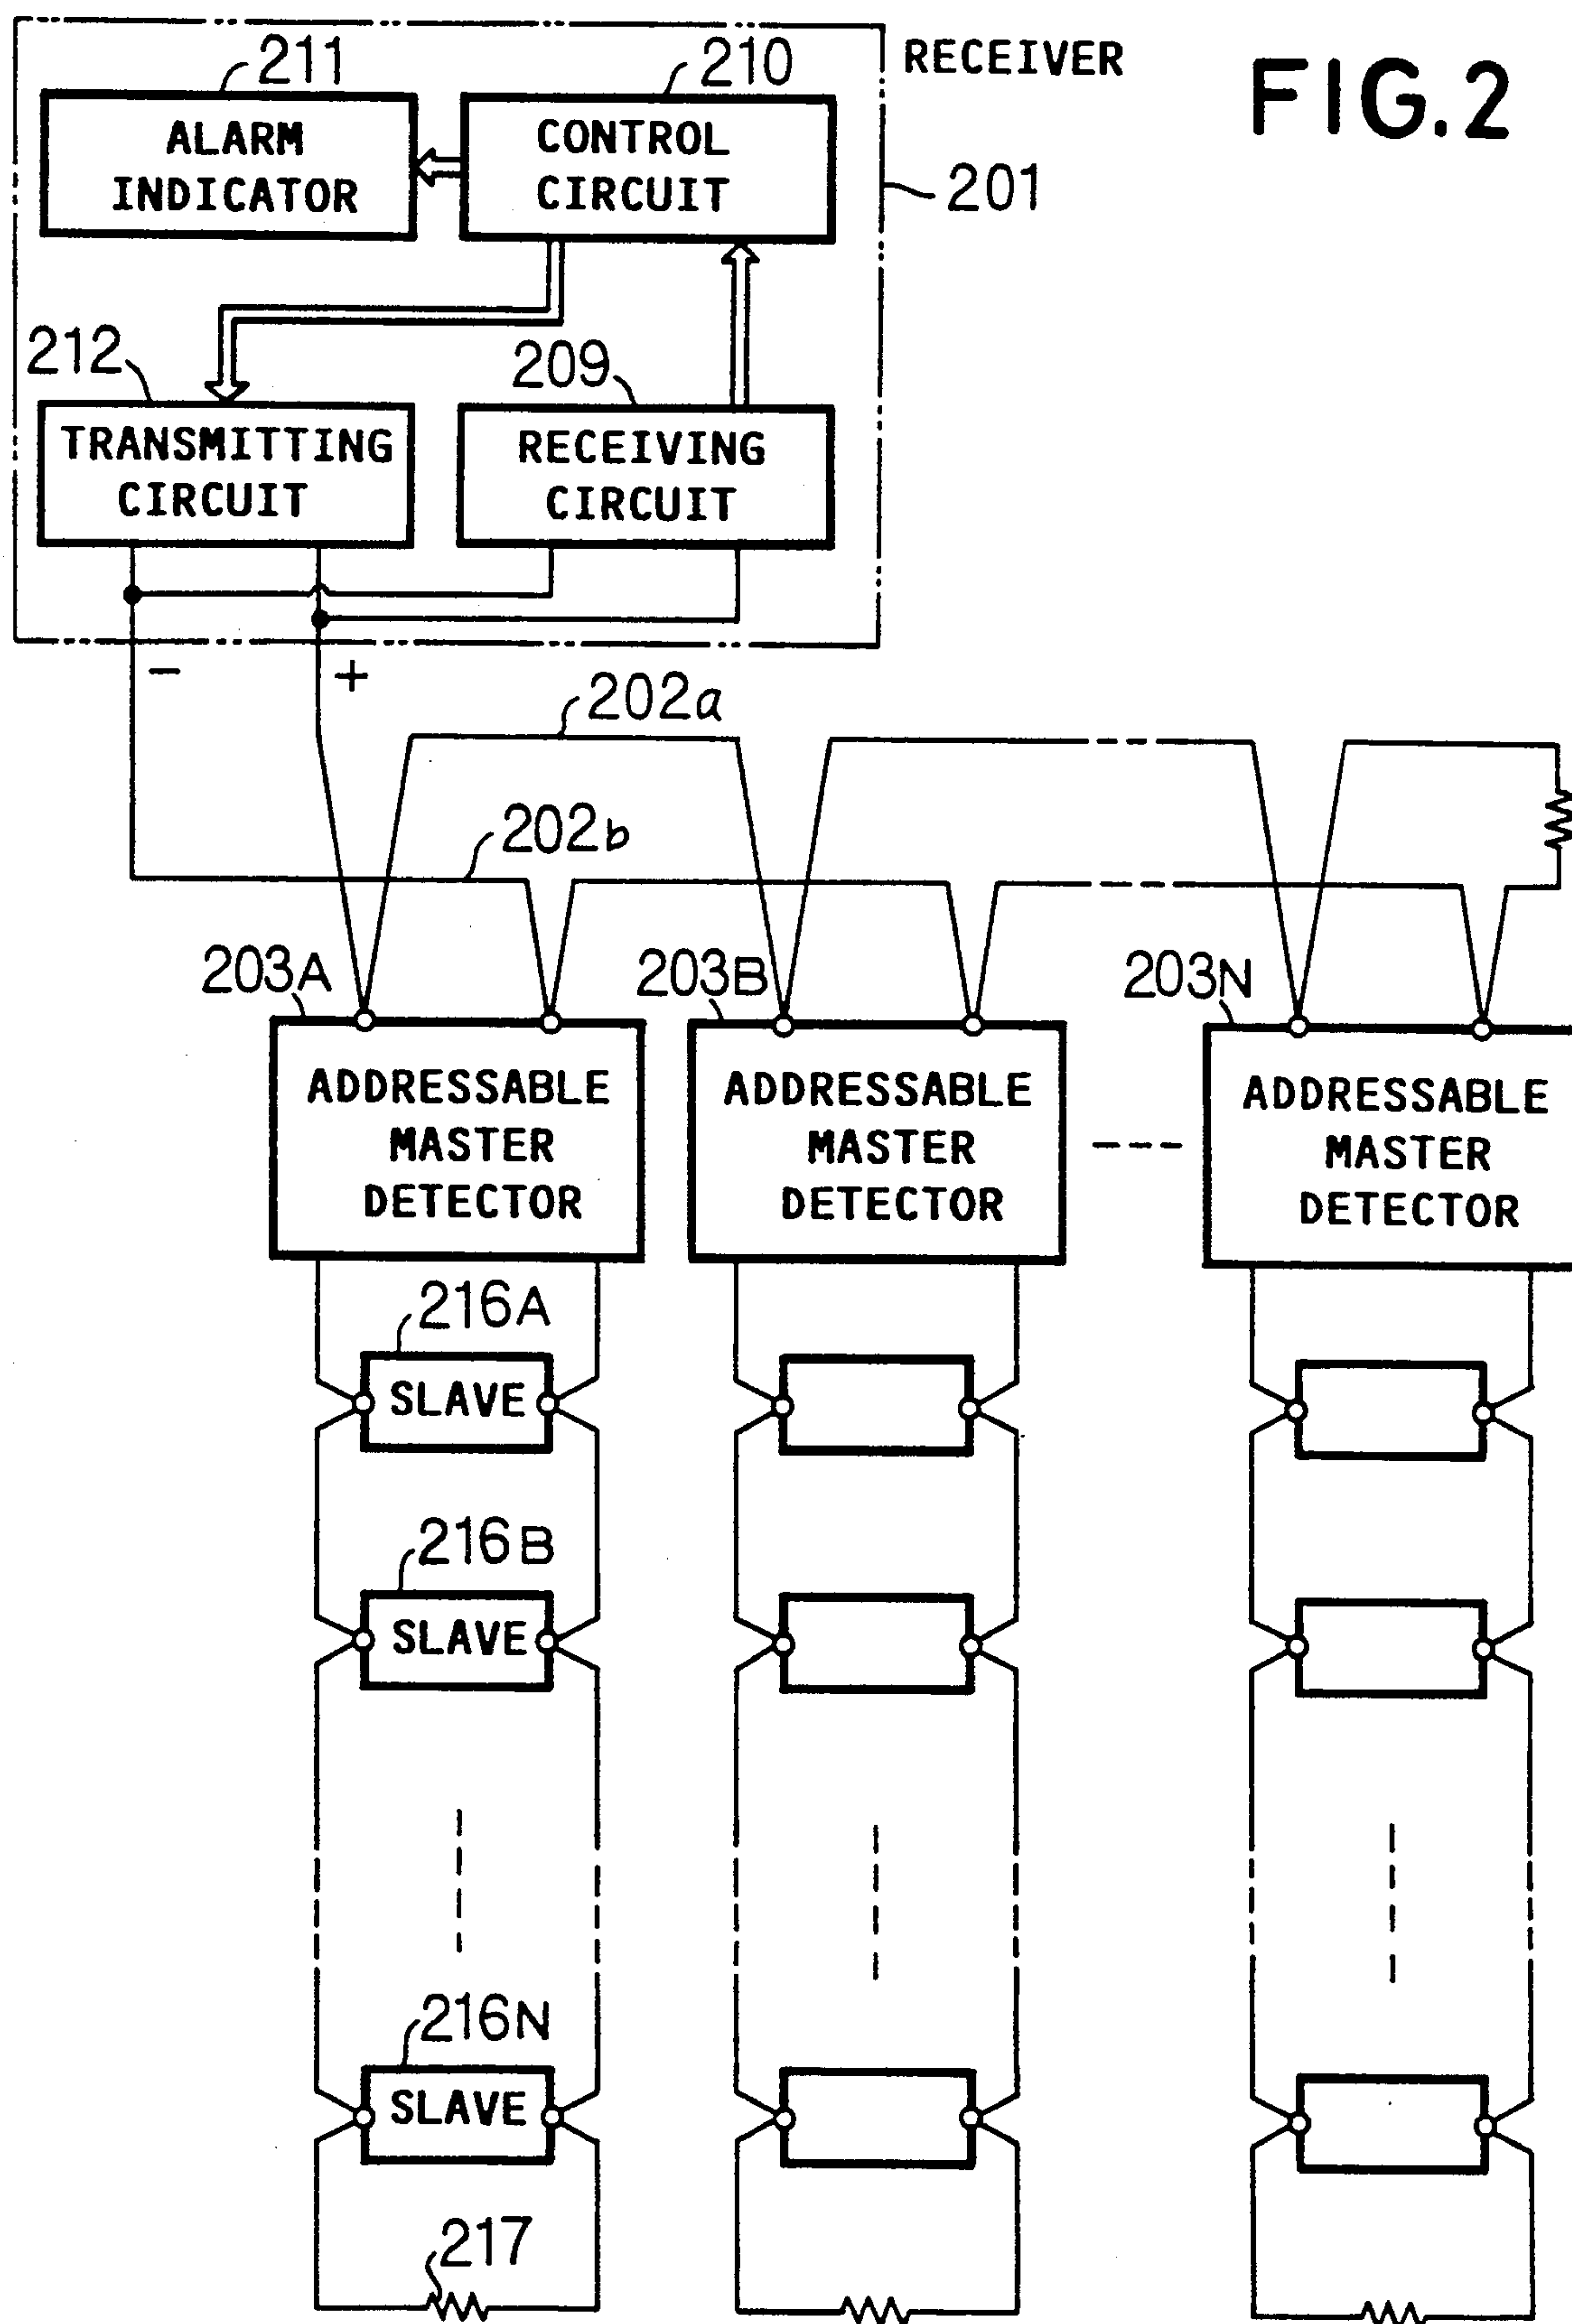 FIG.2
RECEIVER
201
211
ALARM
INDICATOR
210
CONTROL
CIRCUIT
212
TRANSMITTING
CIRCUIT
209
RECEIVING
CIRCUIT
−
+
202a
202b
203A
ADDRESSABLE
MASTER
DETECTOR
203B
ADDRESSABLE
MASTER
DETECTOR
203N
ADDRESSABLE
MASTER
DETECTOR
216A
SLAVE
216B
SLAVE
216N
SLAVE
217